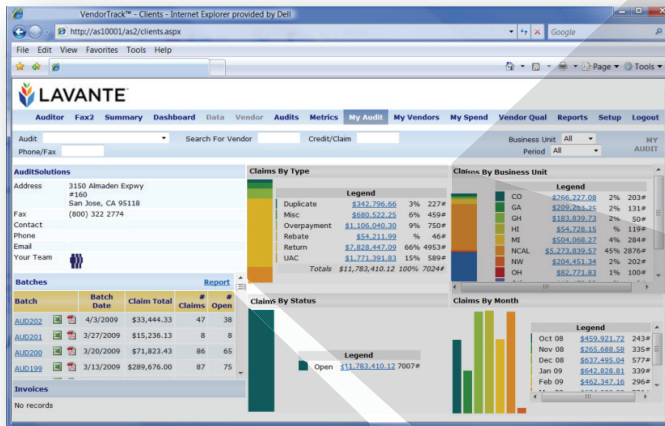 VendorTrack™ - Clients - Internet Explorer provided by Dell
http://as10001/as2/clients.aspx
Google
File Edit View Favorites Tools Help
Page Tools
LAVANTE
Auditor Fax2 Summary Dashboard Data Vendor Audits Metrics My Audit My Vendors My Spend Vendor Qual Reports Setup Logout
Audit Search For Vendor Credit/Claim Business Unit All MY
Phone/Fax Period All AUDIT
AuditSolutions
Address 3150 Almaden Expwy
#160
San Jose, CA 95118
Fax (800) 322 2774
Contact
Phone
Email
Your Team
Claims By Type
Legend
Duplicate $342,796.66 3% 227#
Misc $680,522.25 6% 459#
Overpayment $1,106,040.30 9% 750#
Rebate $54,211.99 % 46#
Return $7,828,447.09 66% 4953#
UAC $1,771,391.83 15% 589#
Totals $11,783,410.12 100% 7024#
Claims By Business Unit
Legend
CO $266,227.08 2% 203#
GA 2% 131#
GH $183,839.73 2% 50#
HI $54,728.15 % 119#
MI $504,068.27 4% 284#
NCAL $5,273,839.57 45% 2876#
NW $204,451.34 2% 202#
OH $82,771.83 1% 100#
Batches Report
Batch Batch Date Claim Total # Claims # Open
AUD202 4/3/2009 $33,444.33 47 38
AUD201 3/27/2009 $15,236.13 8 8
AUD200 3/20/2009 $71,823.43 86 65
AUD199 3/13/2009 $289,676.00 87 75
Invoices
No records
Claims By Status
Legend
Open $11,783,410.12 7007#
Claims By Month
Legend
Oct 08 $459,921.72 243#
Nov 08 $265,688.58 335#
Dec 08 $637,495.04 577#
Jan 09 $642,828.81 339#
Feb 09 $462,347.16 296#